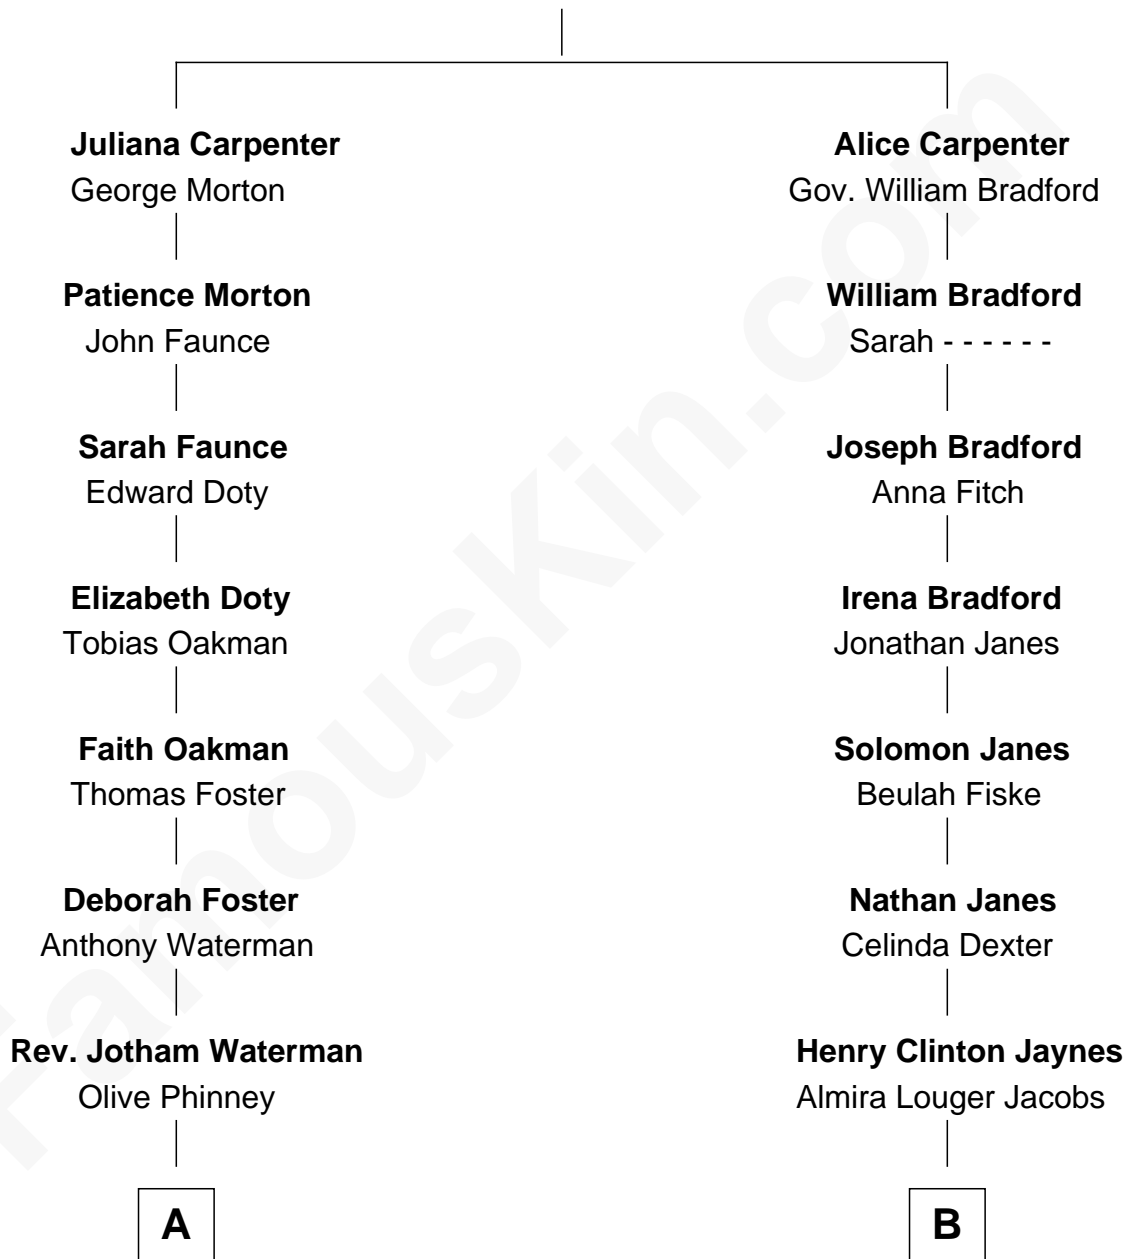 Juliana Carpenter
George Morton
Alice Carpenter
Gov. William Bradford
Patience Morton
John Faunce
William Bradford
Sarah - - - - - -
Sarah Faunce
Edward Doty
Joseph Bradford
Anna Fitch
Elizabeth Doty
Tobias Oakman
Irena Bradford
Jonathan Janes
Faith Oakman
Thomas Foster
Solomon Janes
Beulah Fiske
Deborah Foster
Anthony Waterman
Nathan Janes
Celinda Dexter
Rev. Jotham Waterman
Olive Phinney
Henry Clinton Jaynes
Almira Louger Jacobs
A
B
FamousKin.com